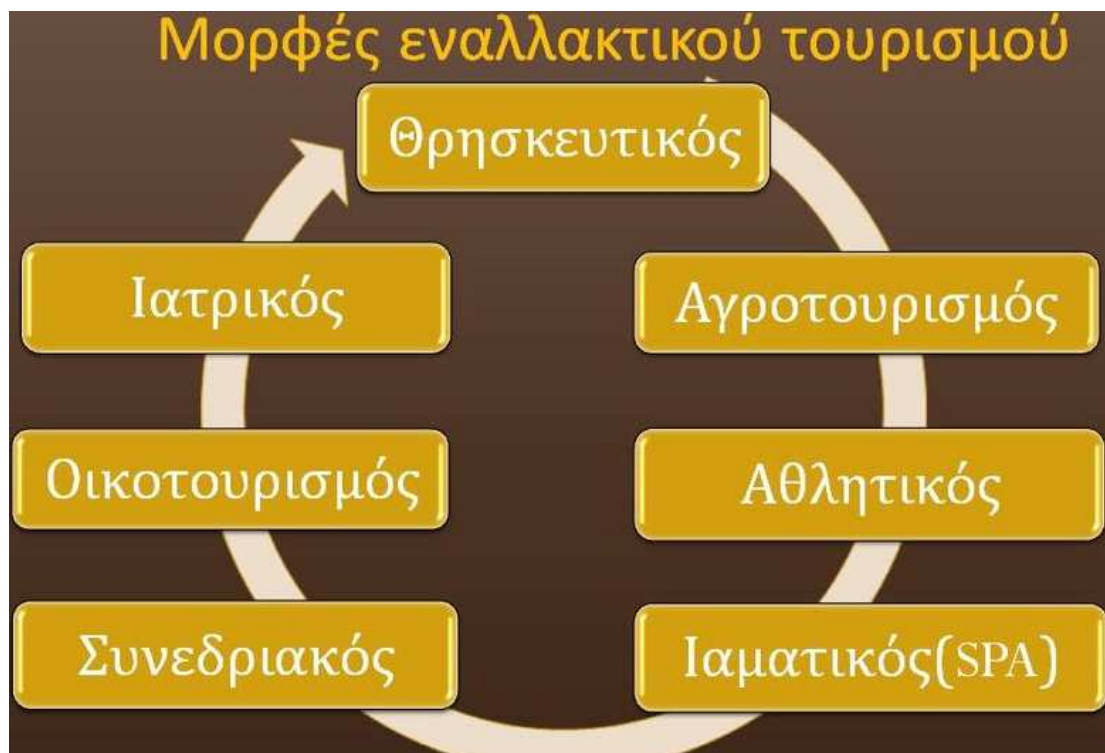 Μορφές εναλλακτικού τουρισμού
Θρησκευτικός
Αγροτουρισμός
Αθλητικός
Ιαματικός(SPA)
Συνεδριακός
Οικοτουρισμός
Ιατρικός